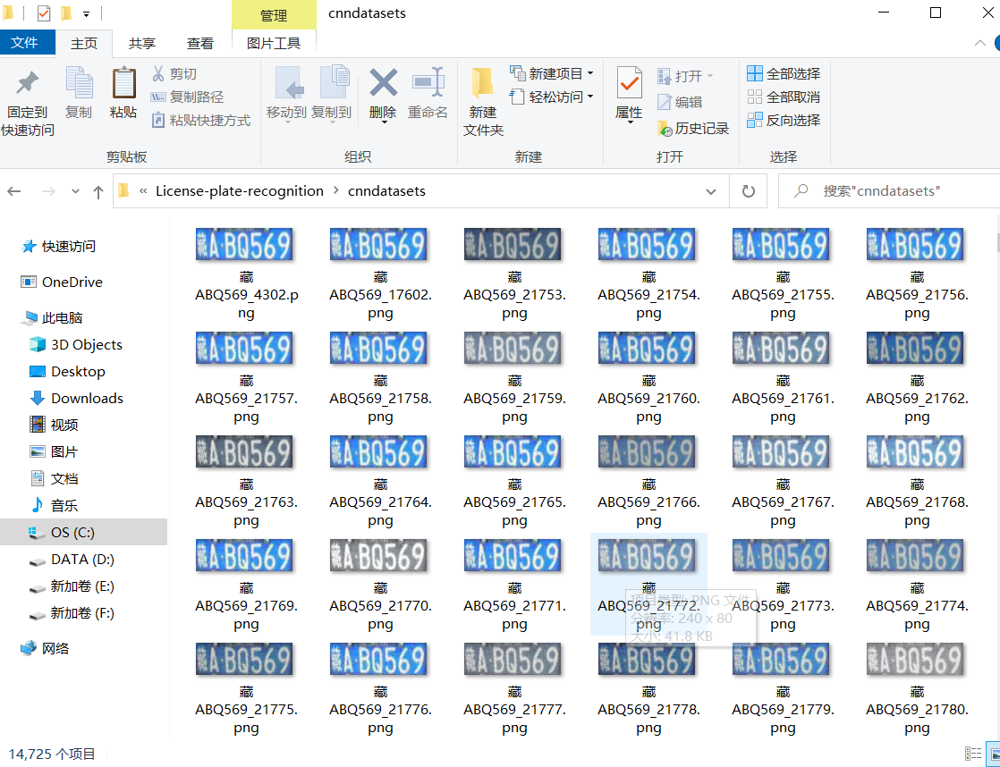 管理
cnndatasets
文件
主页
共享
查看
图片工具
固定到
快速访问
复制
粘贴
剪切
复制路径
粘贴快捷方式
剪贴板
移动到
复制到
删除
重命名
组织
新建
文件夹
新建项目
轻松访问
新建
属性
打开
编辑
历史记录
打开
全部选择
全部取消
反向选择
选择
« License-plate-recognition > cnndatasets
搜索"cnndatasets"
快速访问
OneDrive
此电脑
3D Objects
Desktop
Downloads
视频
图片
文档
音乐
OS (C:)
DATA (D:)
新加卷 (E:)
新加卷 (F:)
网络
藏A·BQ569 藏A·BQ569 藏A·BQ569 藏A·BQ569 藏A·BQ569 藏A·BQ569
藏 藏 藏 藏 藏 藏
ABQ569_4302.p ABQ569_17602. ABQ569_21753. ABQ569_21754. ABQ569_21755. ABQ569_21756.
ng png png png png png
藏A·BQ569 藏A·BQ569 藏A·BQ569 藏A·BQ569 藏A·BQ569 藏A·BQ569
藏 藏 藏 藏 藏 藏
ABQ569_21757. ABQ569_21758. ABQ569_21759. ABQ569_21760. ABQ569_21761. ABQ569_21762.
png png png png png png
藏A·BQ569 藏A·BQ569 藏A·BQ569 藏A·BQ569 藏A·BQ569 藏A·BQ569
藏 藏 藏 藏 藏 藏
ABQ569_21763. ABQ569_21764. ABQ569_21765. ABQ569_21766. ABQ569_21767. ABQ569_21768.
png png png png png png
藏A·BQ569 藏A·BQ569 藏A·BQ569 藏A·BQ569 藏A·BQ569 藏A·BQ569
藏 藏 藏 藏 藏 藏
ABQ569_21769. ABQ569_21770. ABQ569_21771. ABQ569_21772. ABQ569_21773. ABQ569_21774.
png png png png png png
项目类型: PNG 文件
分辨率: 240 x 80
大小: 41.8 KB
藏A·BQ569 藏A·BQ569 藏A·BQ569 藏A·BQ569 藏A·BQ569 藏A·BQ569
藏 藏 藏 藏 藏 藏
ABQ569_21775. ABQ569_21776. ABQ569_21777. ABQ569_21778. ABQ569_21779. ABQ569_21780.
png png png png png png
14,725 个项目